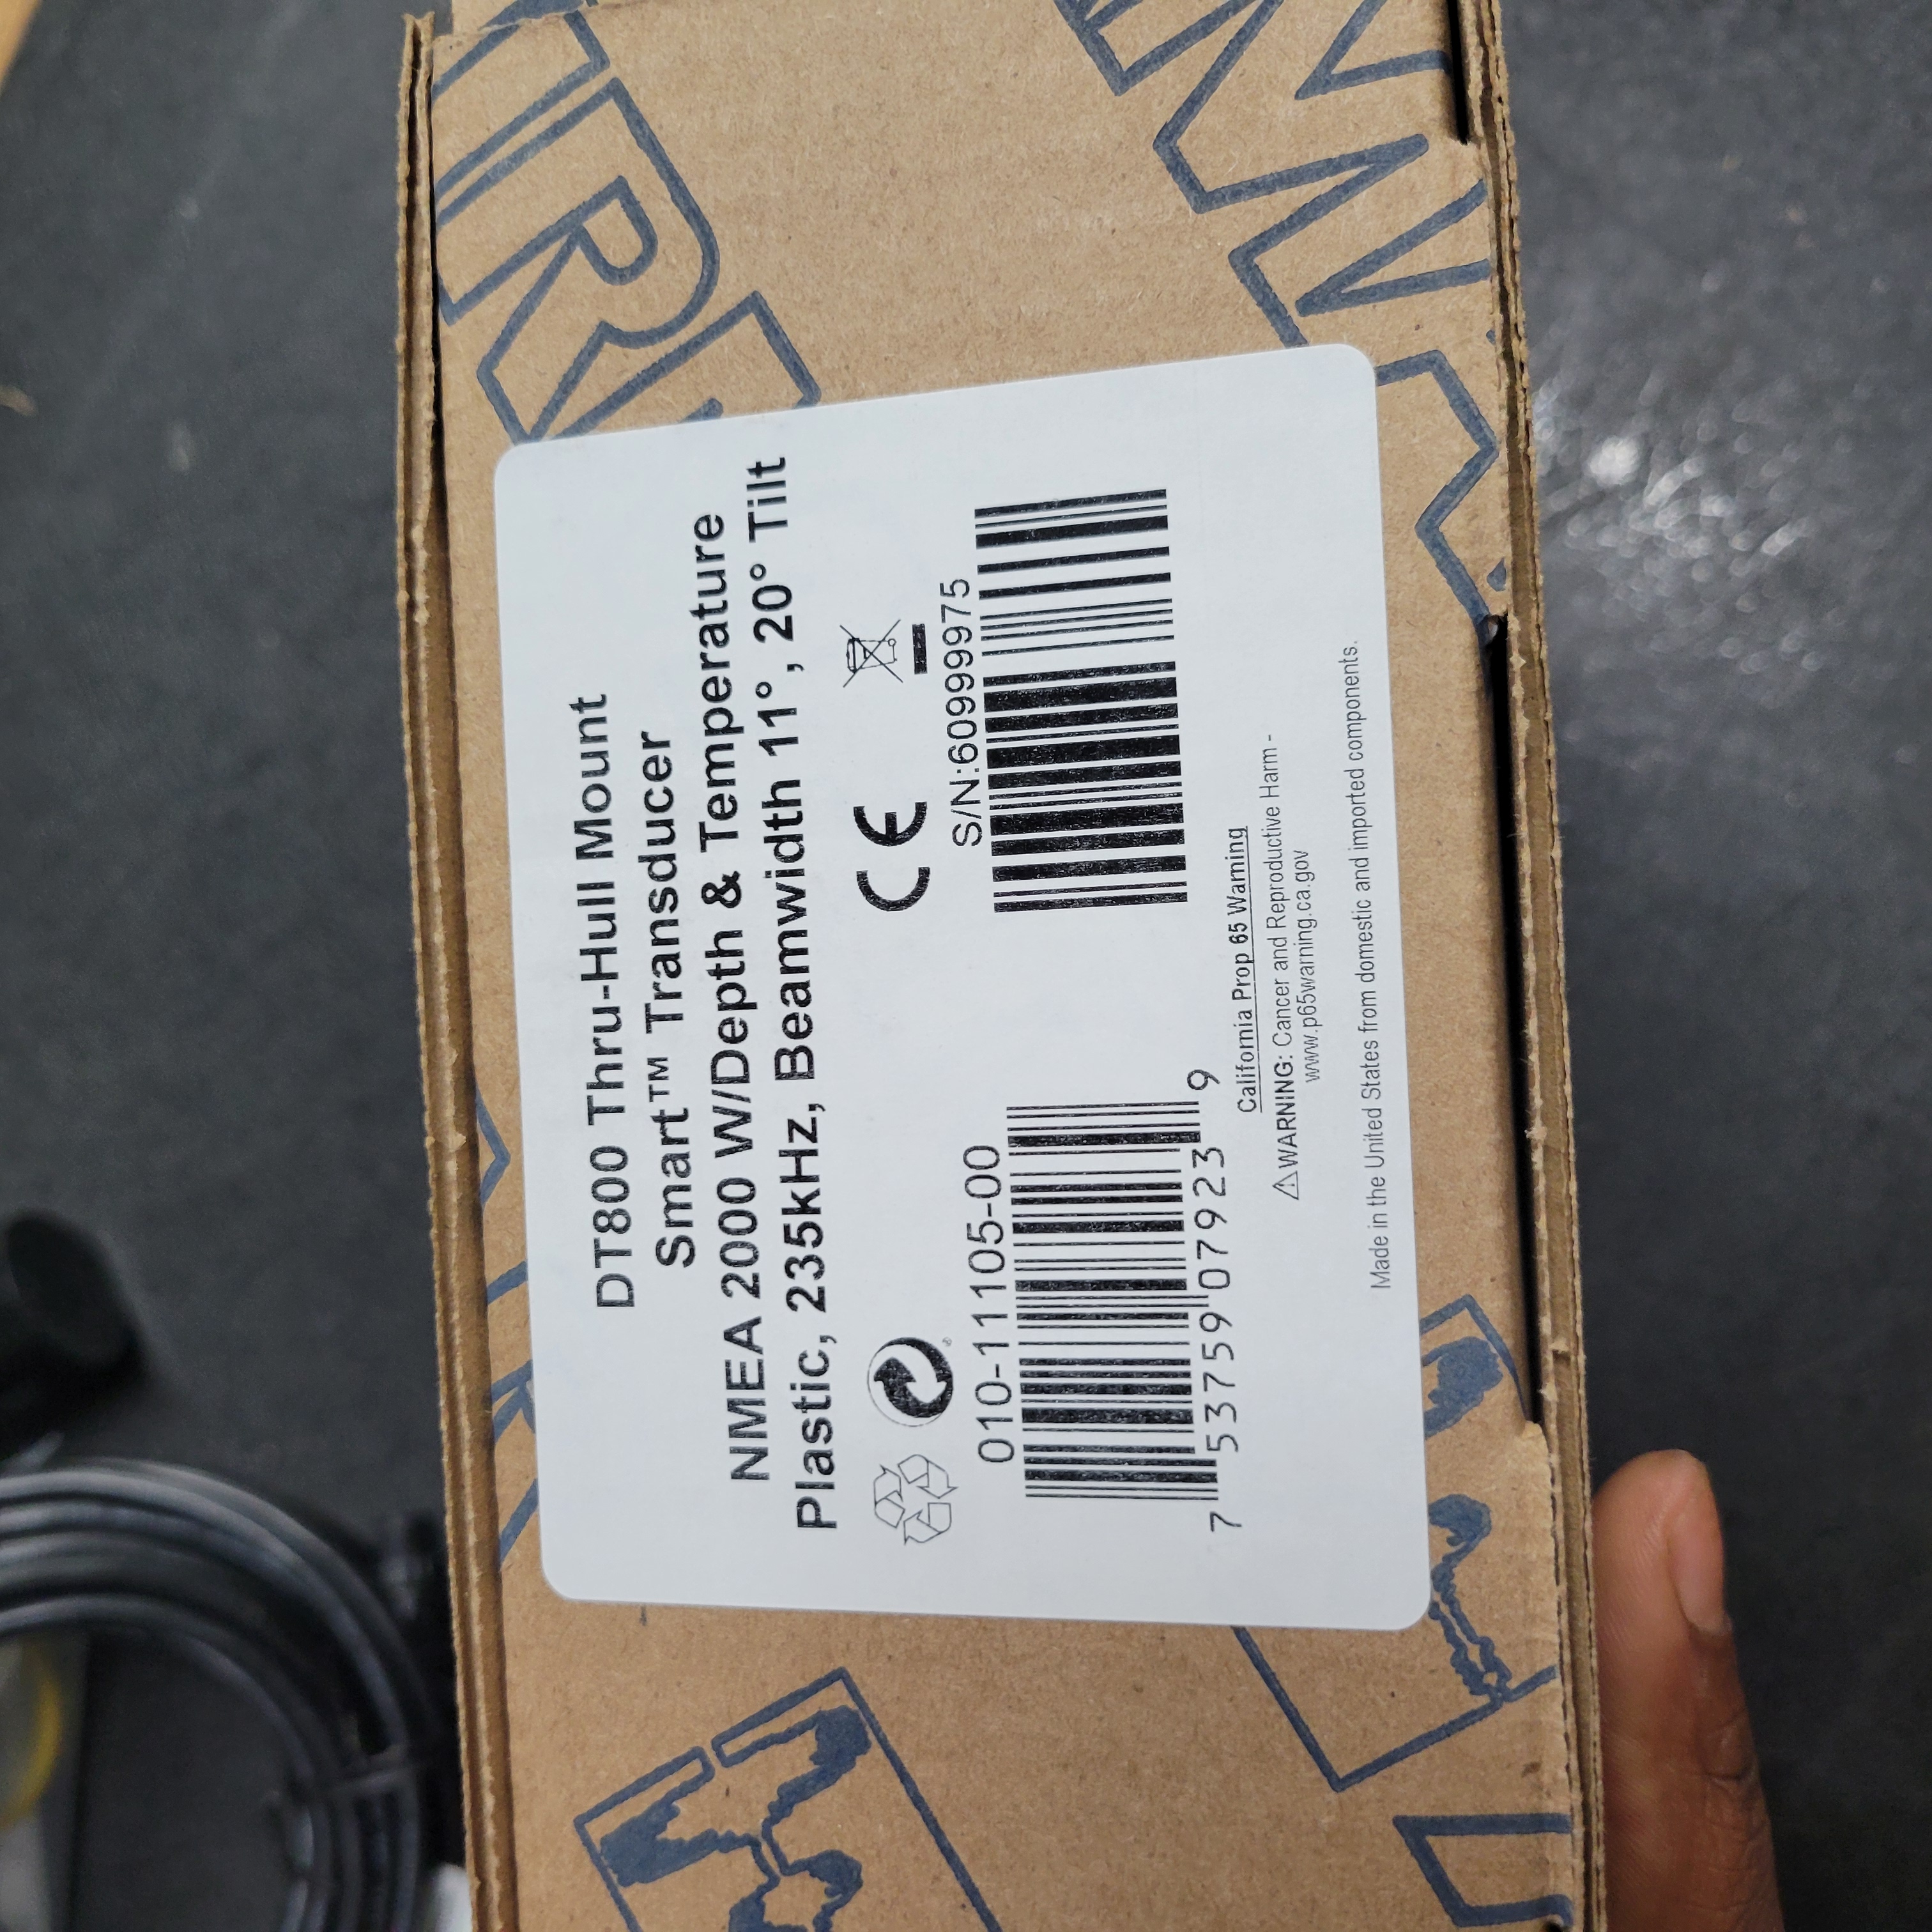 DT800 Thru-Hull Mount
Smart™ Transducer
NMEA 2000 W/Depth & Temperature
Plastic, 235kHz, Beamwidth 11°, 20° Tilt
CE
010-11105-00
7 53759 07923 9
S/N:6099975
California Prop 65 Warning
⚠WARNING: Cancer and Reproductive Harm -
www.p65warning.ca.gov
Made in the United States from domestic and imported components.